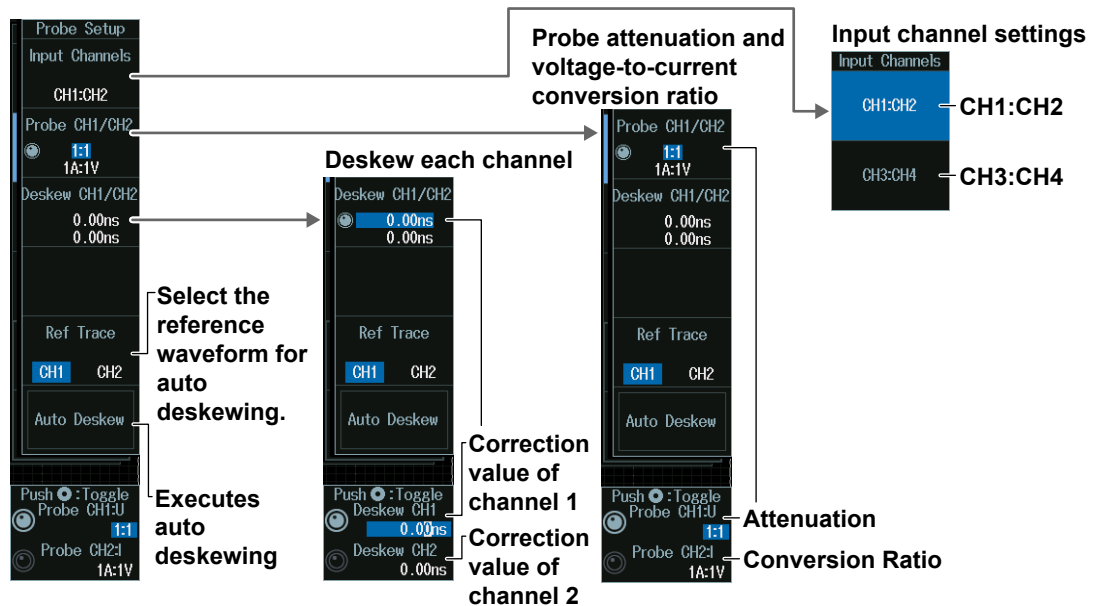 Probe Setup
Input Channels
CH1:CH2
Probe CH1/CH2
1:1
1A:1V
Deskew CH1/CH2
0.00ns
0.00ns
Ref Trace
CH1 CH2
Auto Deskew
Push :Toggle
Probe CH1:U
1:1
Probe CH2:I
1A:1V
Select the
reference
waveform for
auto
deskewing.
Executes
auto
deskewing
Deskew each channel
Deskew CH1/CH2
0.00ns
0.00ns
Ref Trace
CH1 CH2
Auto Deskew
Push :Toggle
Deskew CH1
0.00ns
Deskew CH2
0.00ns
Correction
value of
channel 1
Correction
value of
channel 2
Probe attenuation and
voltage-to-current
conversion ratio
Probe CH1/CH2
1:1
1A:1V
Deskew CH1/CH2
0.00ns
0.00ns
Ref Trace
CH1 CH2
Auto Deskew
Push :Toggle
Probe CH1:U
1:1
Probe CH2:I
1A:1V
Attenuation
Conversion Ratio
Input channel settings
Input Channels
CH1:CH2
CH1:CH2
CH3:CH4
CH3:CH4